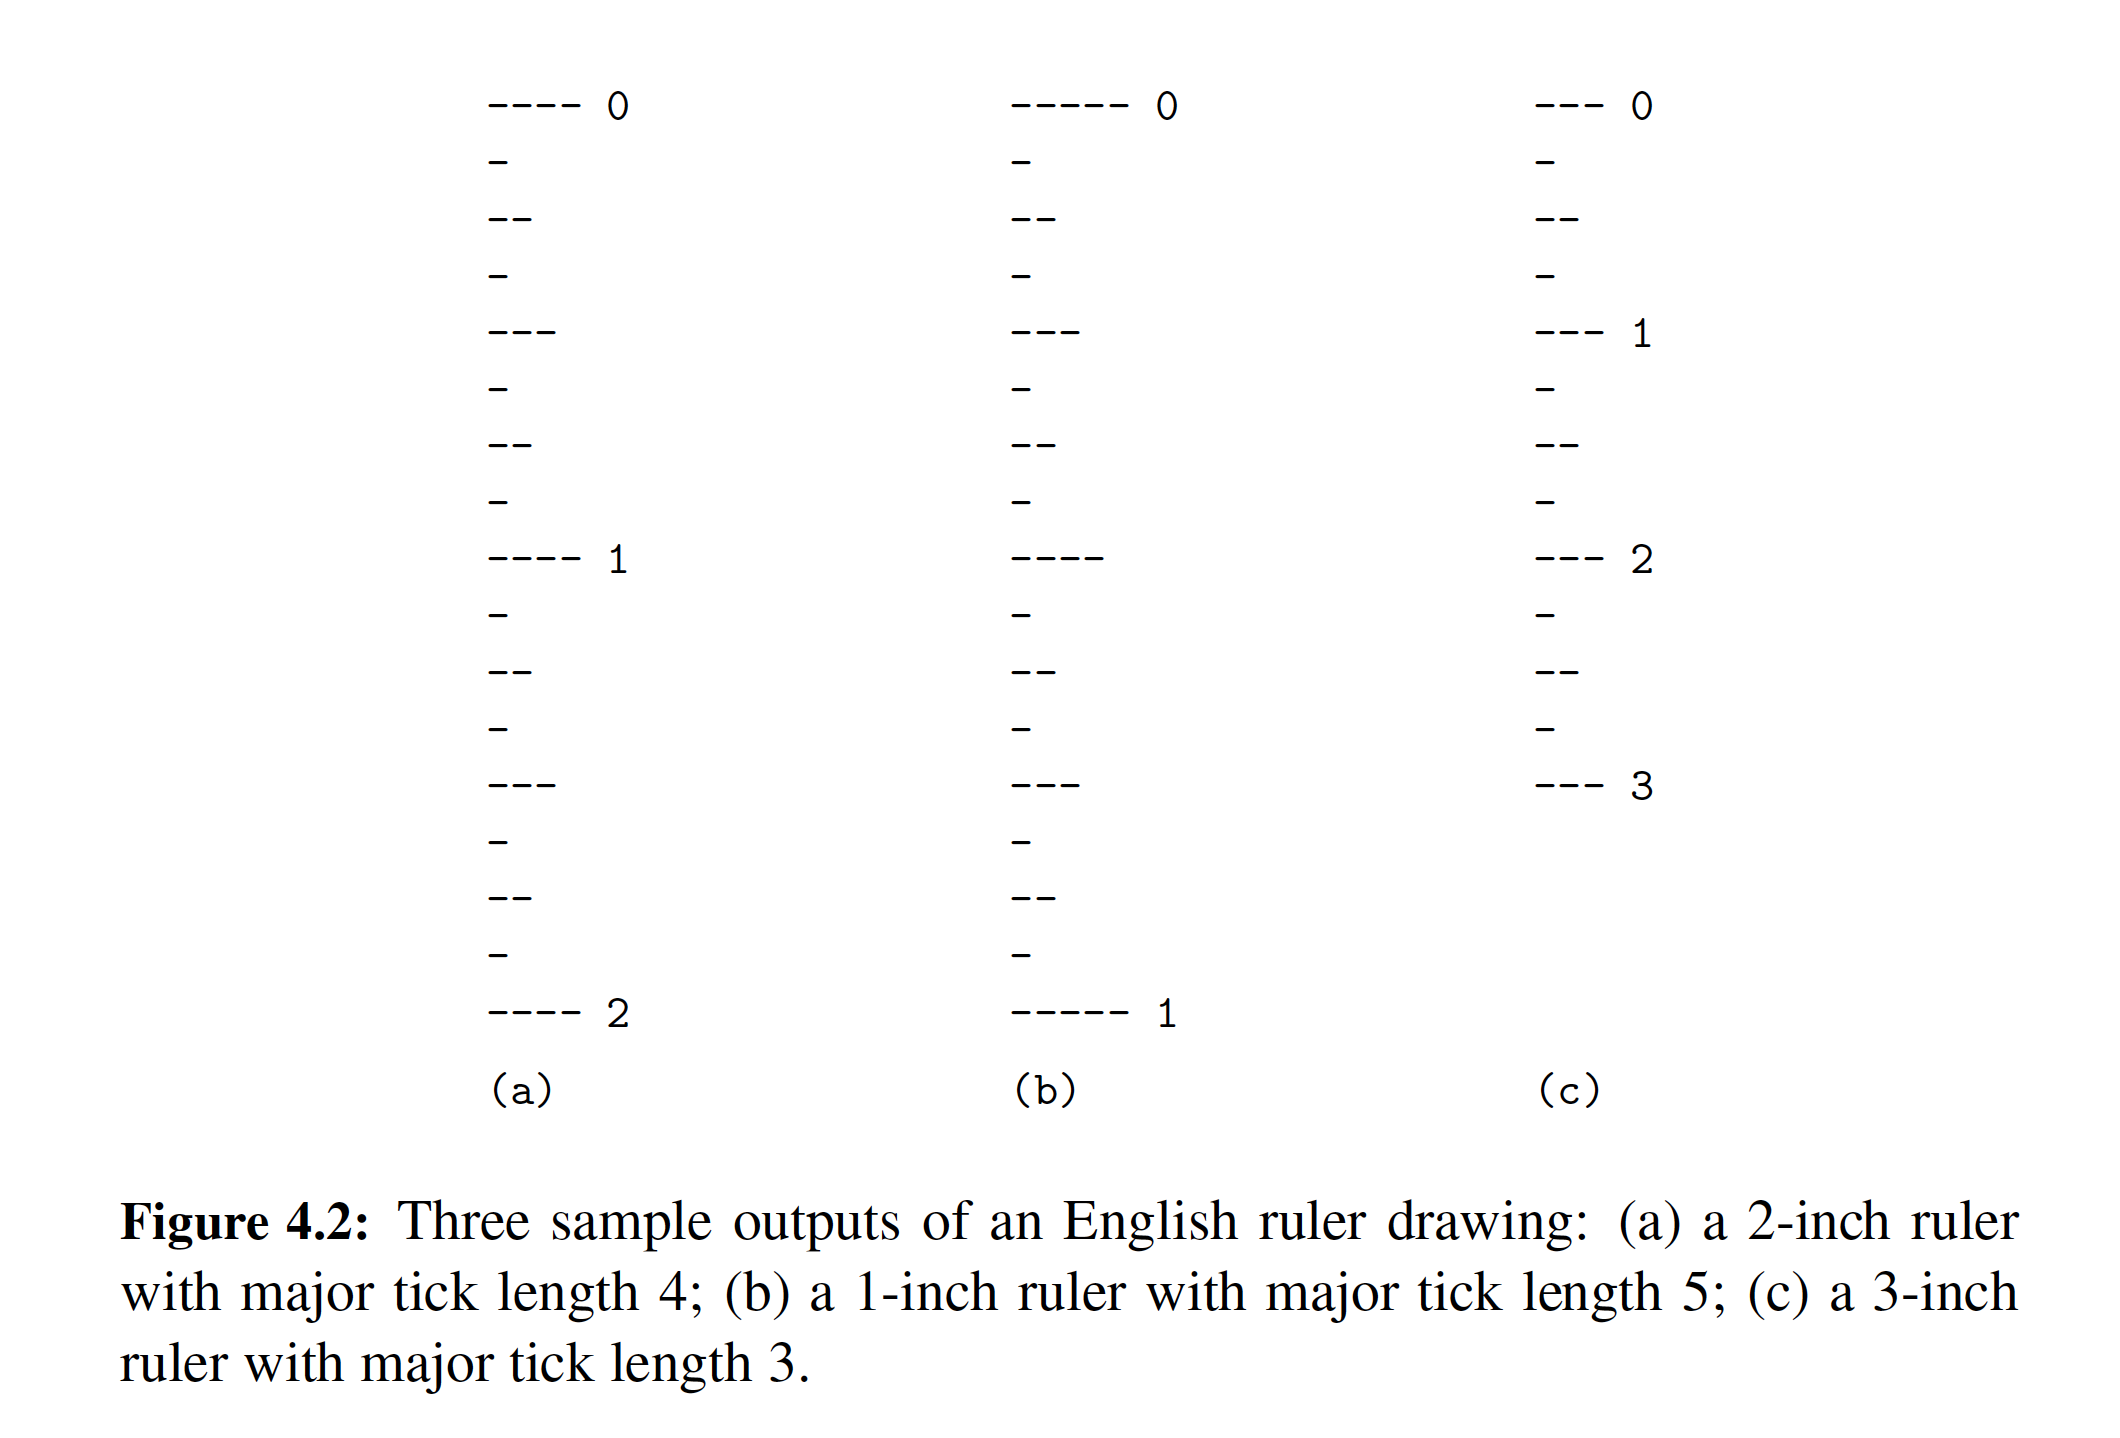 ---- 0 ----- 0 --- 0
- - -
-- -- --
- - -
--- --- --- 1
- - -
-- -- --
- - -
---- 1 ---- --- 2
- - -
-- -- --
- - -
--- --- --- 3
- -
-- --
- -
---- 2 ----- 1
(a) (b) (c)
Figure 4.2: Three sample outputs of an English ruler drawing: (a) a 2-inch ruler
with major tick length 4; (b) a 1-inch ruler with major tick length 5; (c) a 3-inch
ruler with major tick length 3.